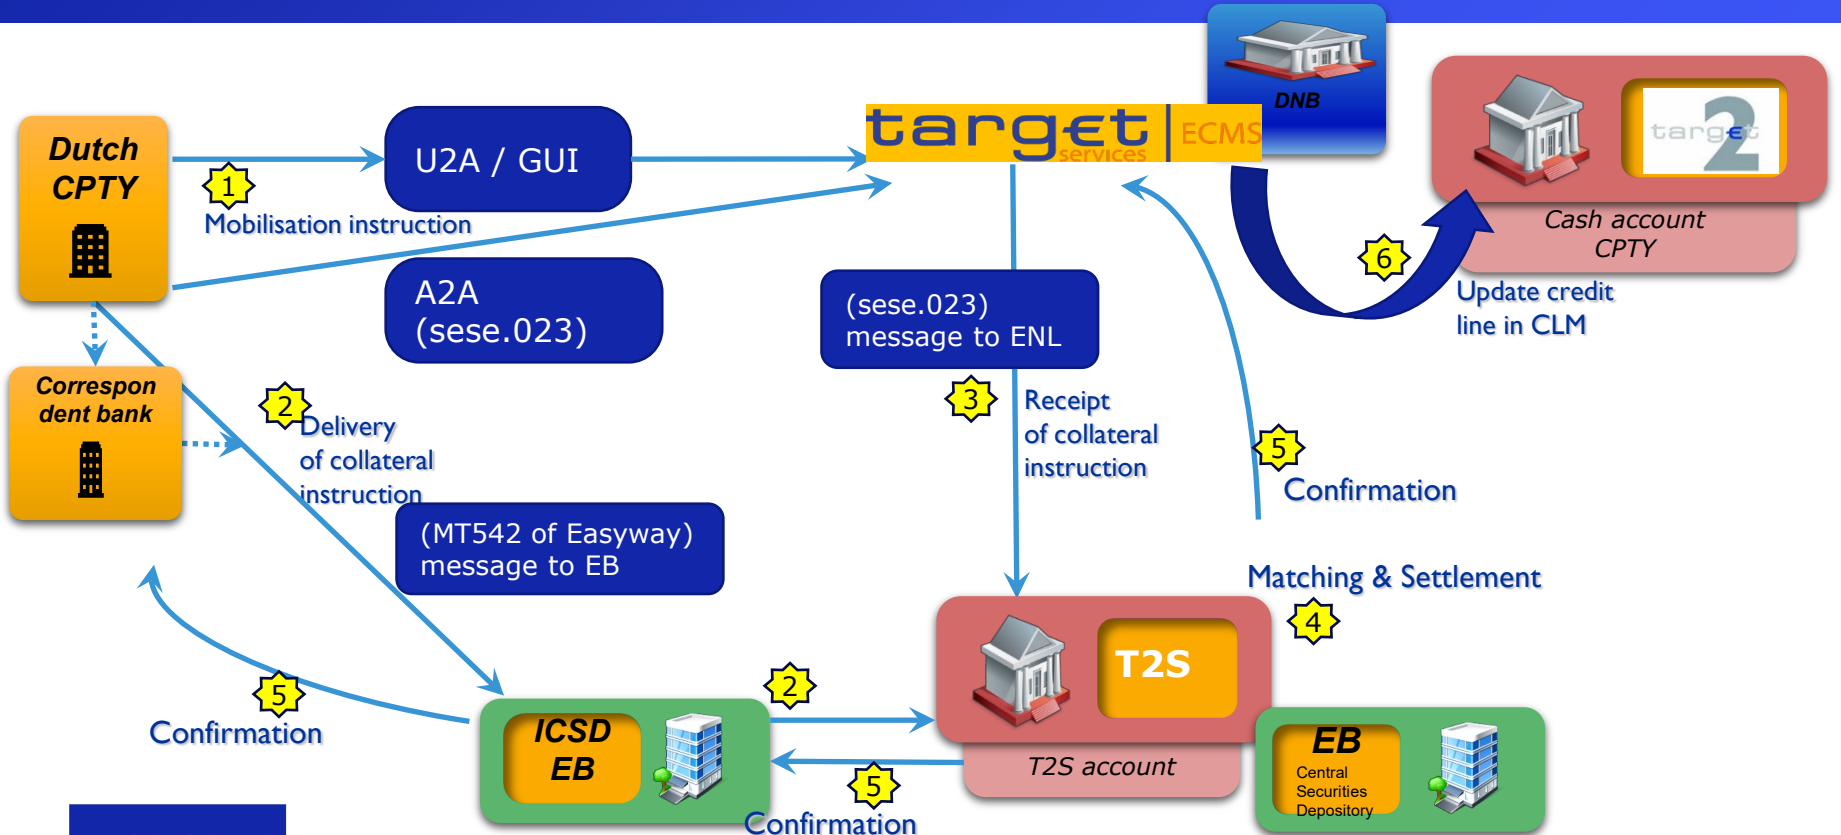 DNB
target
services
ECMS
target
2
Dutch
CPTY
U2A / GUI
1
Mobilisation instruction
Cash account
CPTY
6
Update credit
line in CLM
A2A
(sese.023)
(sese.023)
message to ENL
Correspon
dent bank
2
Delivery
of collateral
instruction
3
Receipt
of collateral
instruction
5
Confirmation
(MT542 of Easyway)
message to EB
Matching & Settlement
4
T2S
5
Confirmation
2
ICSD
EB
T2S account
5
Confirmation
EB
Central
Securities
Depository